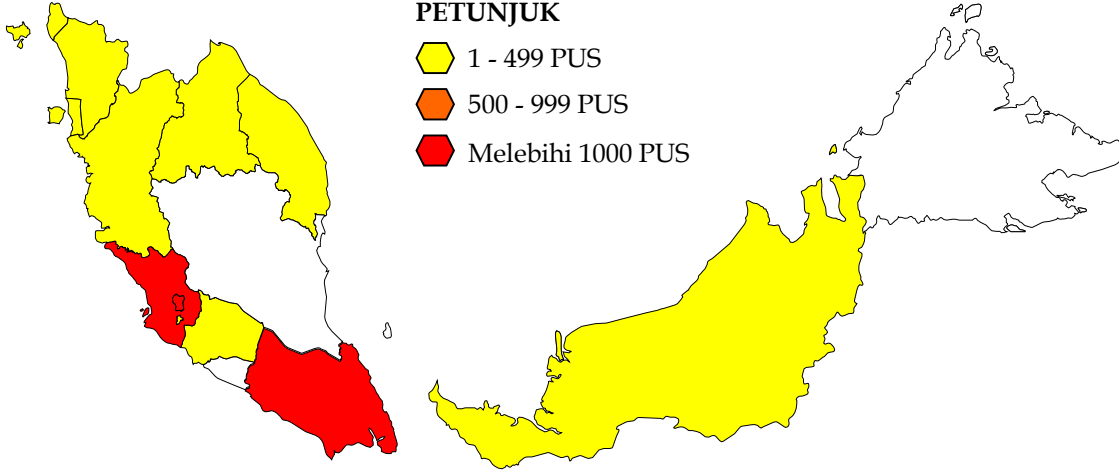 PETUNJUK
1 - 499 PUS
500 - 999 PUS
Melebihi 1000 PUS